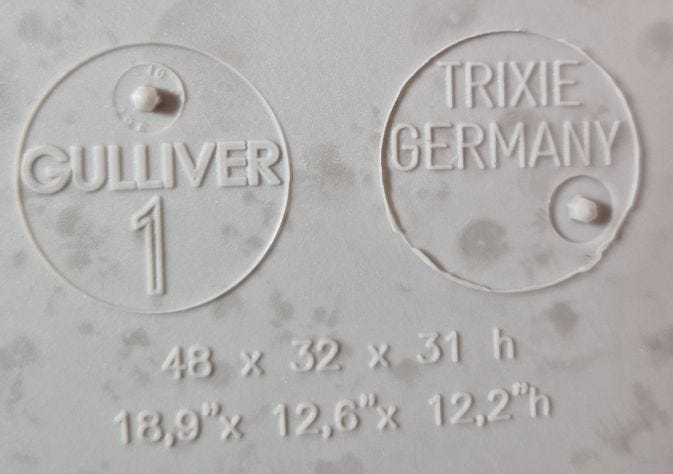 GULLIVER
1
TRIXIE
GERMANY
48 x 32 x 31 h
18,9”x 12,6”x 12,2”h